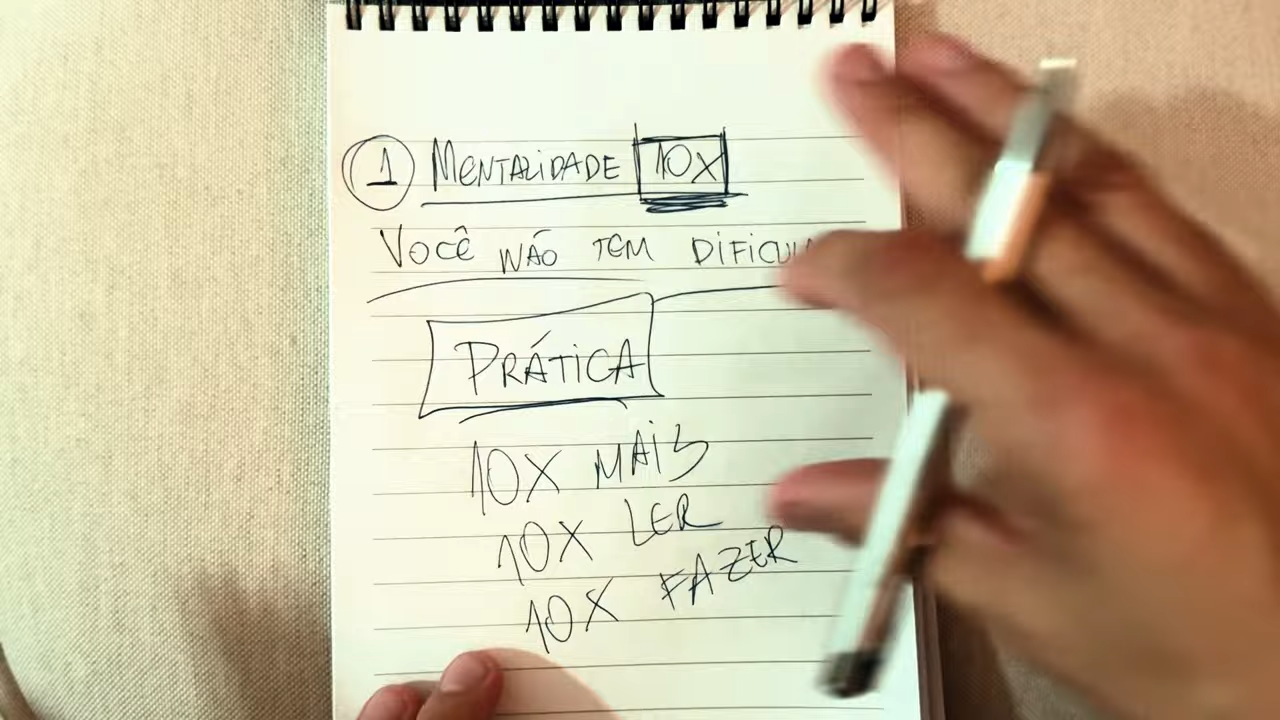 1 MENTALIDADE 10X
VOCÊ NÃO TEM
PRÁTICA
10X MAIS
10X LER
10X FAZER